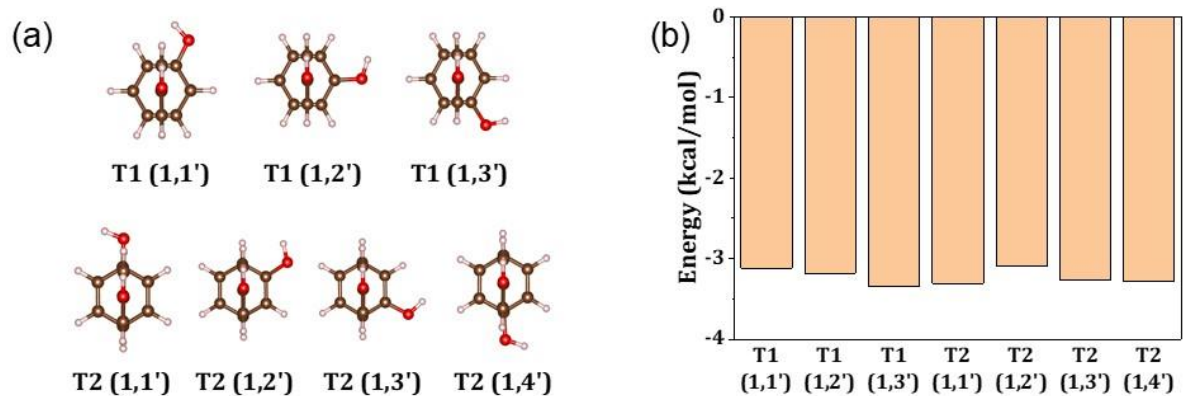 (a)
T1 (1,1') T1 (1,2') T1 (1,3')
T2 (1,1') T2 (1,2') T2 (1,3') T2 (1,4')
(b)
Energy (kcal/mol)
0
-1
-2
-3
-4
T1 T1 T1 T2 T2 T2 T2
(1,1') (1,2') (1,3') (1,1') (1,2') (1,3') (1,4')